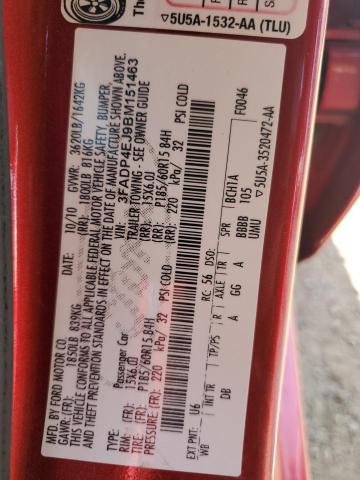 The
▽5U5A-1532-AA (TLU)
MFD. BY FORD MOTOR CO.
10/10 GVWR: 3620LB/1642KG
GAWR: (FR): 1850LB 839KG (RR): 1800LB 816KG
THIS VEHICLE CONFORMS TO ALL APPLICABLE FEDERAL MOTOR VEHICLE SAFETY, BUMPER,
AND THEFT PREVENTION STANDARDS IN EFFECT ON THE DATE OF MANUFACTURE SHOWN ABOVE.
VIN: 3FADP4EJ9BM151463
TYPE: Passenger Car TRAILER TOWING - SEE OWNER GUIDE
RIM: (FR): 15X6.0J (RR): 15X6.0J
TIRE: (FR): P185/60R15 84H (RR): P185/60R15 84H
PRESSURE: (FR): 220 kPa/ 32 PSI COLD (RR): 220 kPa/ 32 PSI COLD
F0046
EXT PNT: U6 RC: 56 DSO: BCH1A
WB INT TR TP/PS R AXLE TR SPR 105
DB A GG A BBBB UMU
▽5U5A-3520472-AA